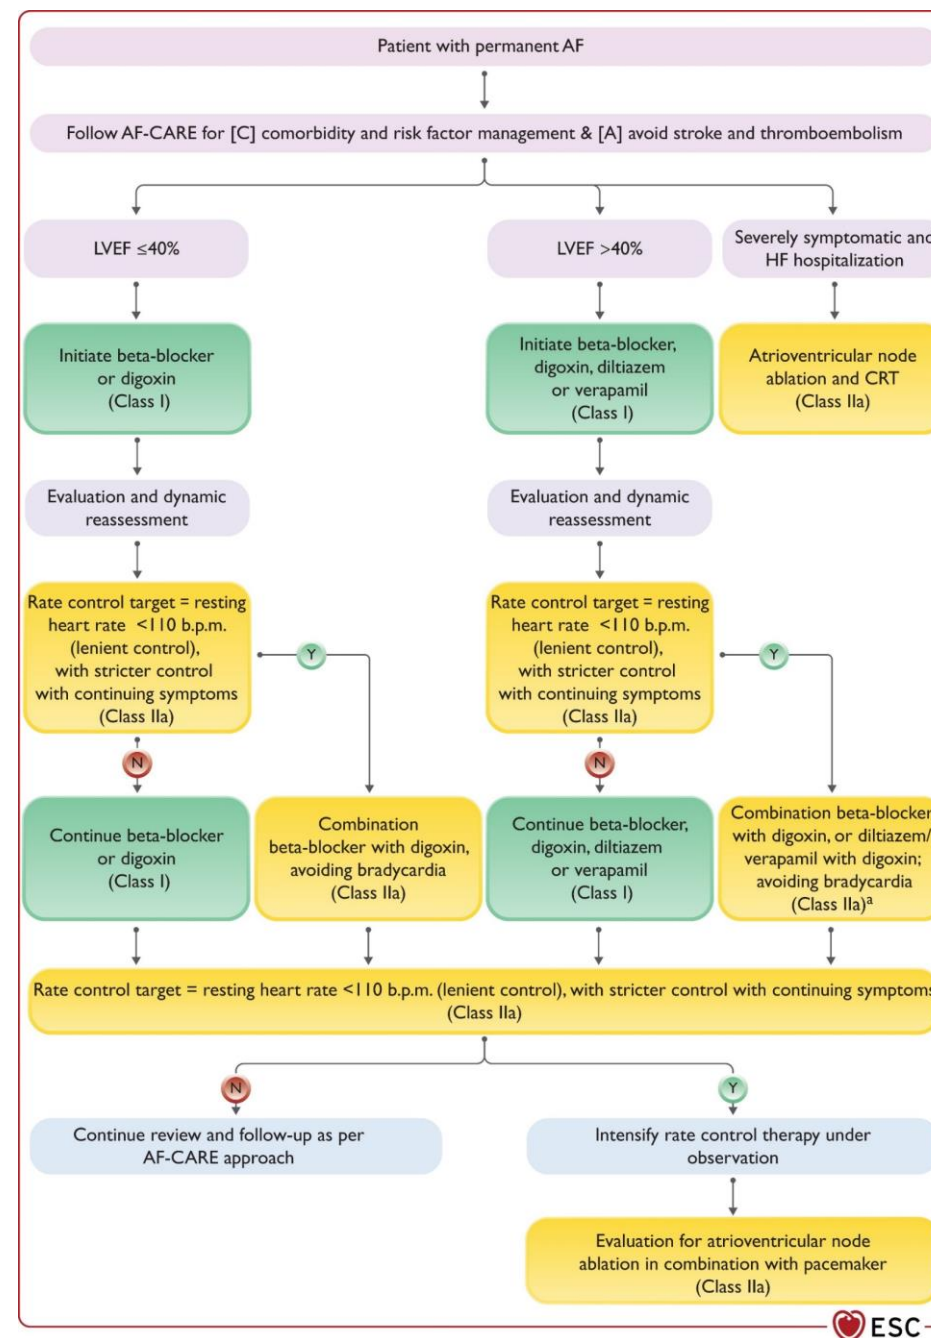 Patient with permanent AF
Follow AF-CARE for [C] comorbidity and risk factor management & [A] avoid stroke and thromboembolism
LVEF ≤40%
LVEF >40%
Severely symptomatic and
HF hospitalization
Initiate beta-blocker
or digoxin
(Class I)
Initiate beta-blocker,
digoxin, diltiazem
or verapamil
(Class I)
Atrioventricular node
ablation and CRT
(Class IIa)
Evaluation and dynamic
reassessment
Evaluation and dynamic
reassessment
Rate control target = resting
heart rate <110 b.p.m.
(lenient control),
with stricter control
with continuing symptoms
(Class IIa)
Y
Rate control target = resting
heart rate <110 b.p.m.
(lenient control),
with stricter control
with continuing symptoms
(Class IIa)
Y
N
N
Continue beta-blocker
or digoxin
(Class I)
Combination
beta-blocker with digoxin,
avoiding bradycardia
(Class IIa)
Continue beta-blocker,
digoxin, diltiazem
or verapamil
(Class I)
Combination beta-blocker
with digoxin, or diltiazem/
verapamil with digoxin;
avoiding bradycardia
(Class IIa)a
Rate control target = resting heart rate <110 b.p.m. (lenient control), with stricter control with continuing symptoms
(Class IIa)
N
Y
Continue review and follow-up as per
AF-CARE approach
Intensify rate control therapy under
observation
Evaluation for atrioventricular node
ablation in combination with pacemaker
(Class IIa)
ESC